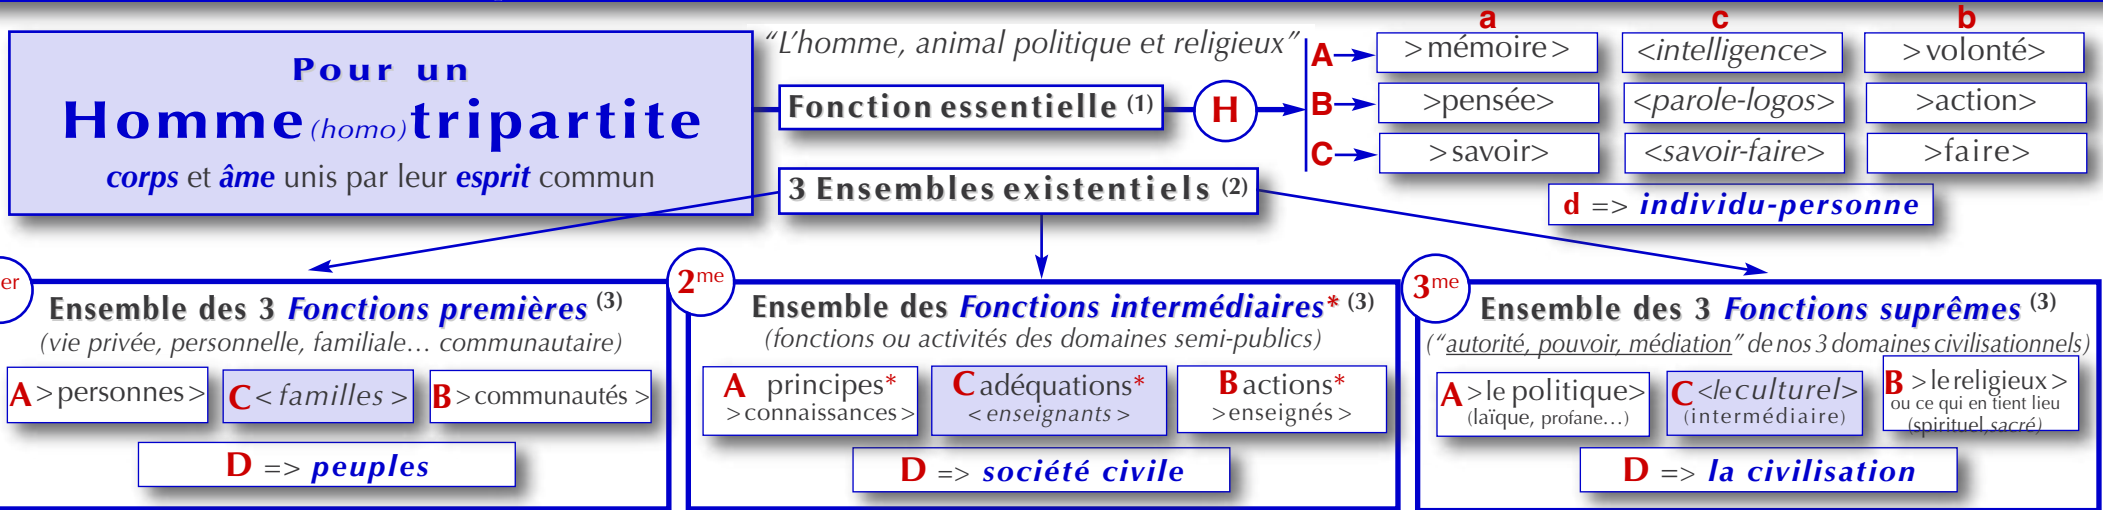 Pour un
Homme (homo) tripartite
corps et âme unis par leur esprit commun
“L’homme, animal politique et religieux”
Fonction essentielle (1)
H
a c b
A >mémoire> <intelligence> >volonté>
B >pensée> <parole-logos> >action>
C >savoir> <savoir-faire> >faire>
d => individu-personne
3 Ensembles existentiels (2)
er
Ensemble des 3 Fonctions premières (3)
(vie privée, personnelle, familiale… communautaire)
A >personnes> C < familles > B >communautés >
D => peuples
2me
Ensemble des Fonctions intermédiaires* (3)
(fonctions ou activités des domaines semi-publics)
A principes* C adéquations* B actions*
>connaissances> < enseignants > >enseignés >
D => société civile
3me
Ensemble des 3 Fonctions suprêmes (3)
(“autorité, pouvoir, médiation” de nos 3 domaines civilisationnels)
A >le politique> C <le culturel> B >le religieux >
(laïque, profane…) (intermédiaire) ou ce qui en tient lieu
(spirituel,sacré)
D => la civilisation